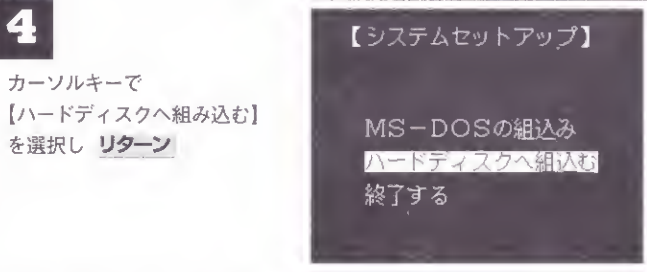 4
カーソルキーで
【ハードディスクへ組み込む】
を選択し リターン
【システムセットアップ】
MS-DOSの組込み
ハードディスクへ組込む
終了する